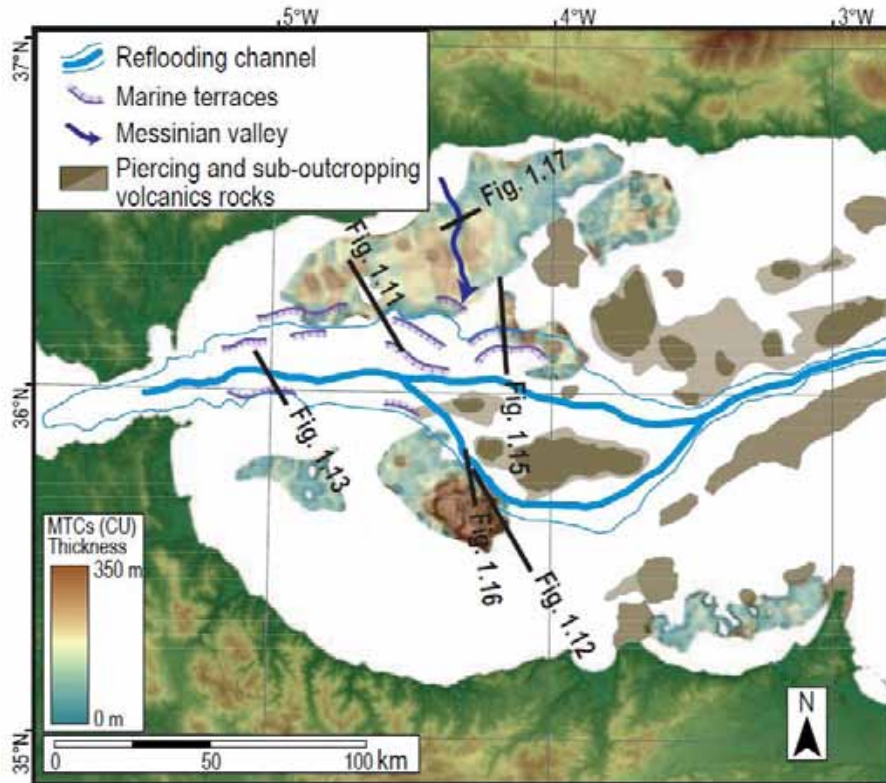 5°W
4°W
3°W
37°N
36°N
35°N
Reflooding channel
Marine terraces
Messinian valley
Piercing and sub-outcropping
volcanics rocks
Fig. 1.17
Fig. 1.11
Fig. 1.15
Fig. 1.13
Fig. 1.16
Fig. 1.12
MTCs (CU)
Thickness
350 m
0 m
N
0 50 100
km